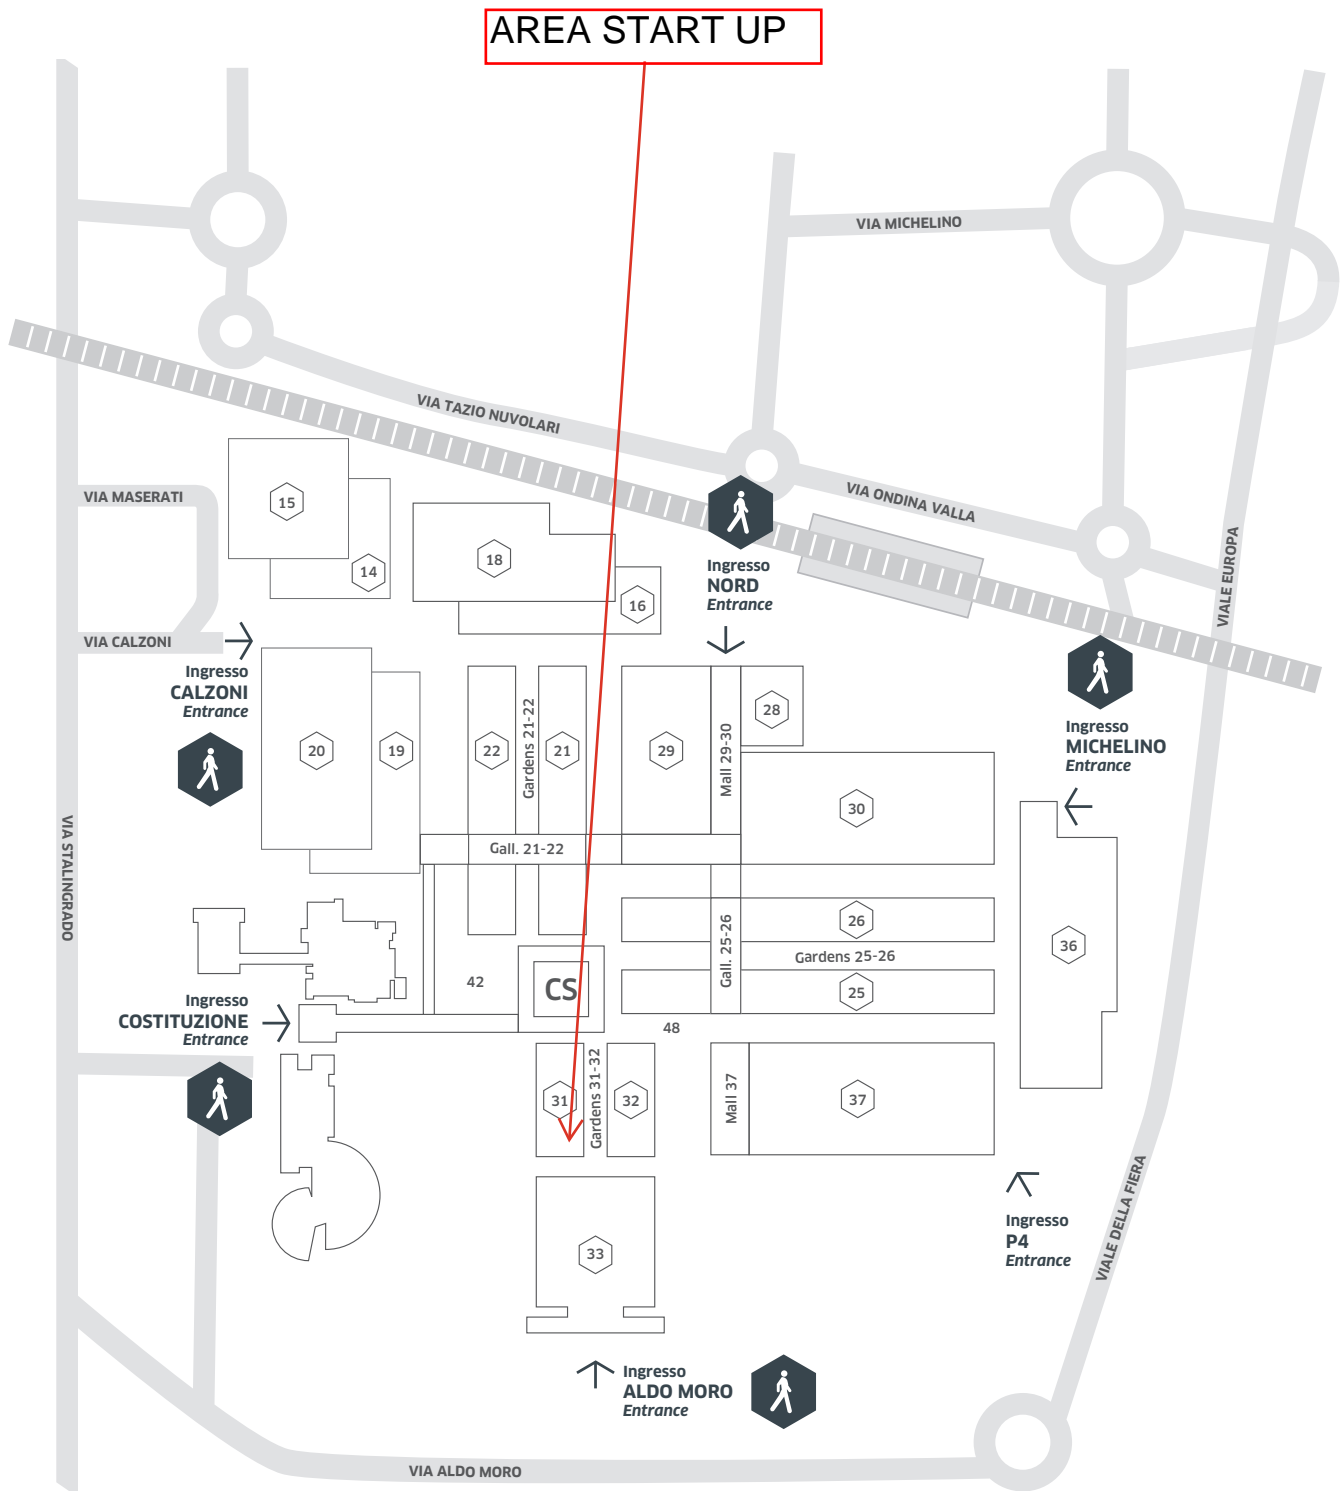 AREA START UP
VIA MICHELINO
VIA TAZIO NUVOLARI
VIA ONDINA VALLA
VIALE EUROPA
VIA MASERATI
15
14
18
16
Ingresso
NORD
Entrance
VIA CALZONI
Ingresso
CALZONI
Entrance
Ingresso
MICHELINO
Entrance
20
19
22
Gardens 21-22
21
29
Mall 29-30
28
30
Gall. 21-22
VIA STALINGRADO
26
Gall. 25-26
Gardens 25-26
25
36
42
CS
48
Ingresso
COSTITUZIONE
Entrance
31
Gardens 31-32
32
Mall 37
37
33
Ingresso
P4
Entrance
VIALE DELLA FIERA
Ingresso
ALDO MORO
Entrance
VIA ALDO MORO